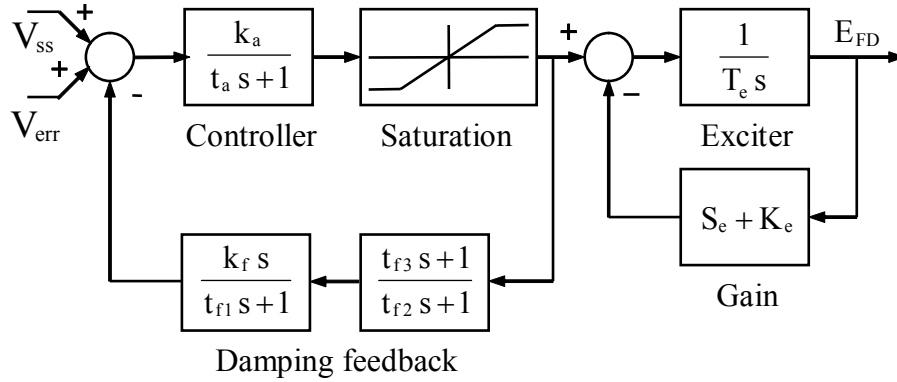 +
V_ss
+
V_err
-
k_a
t_a s + 1
Controller
Saturation
+
−
1
T_e s
Exciter
E_FD
S_e + K_e
Gain
k_f s
t_f1 s + 1
t_f3 s + 1
t_f2 s + 1
Damping feedback